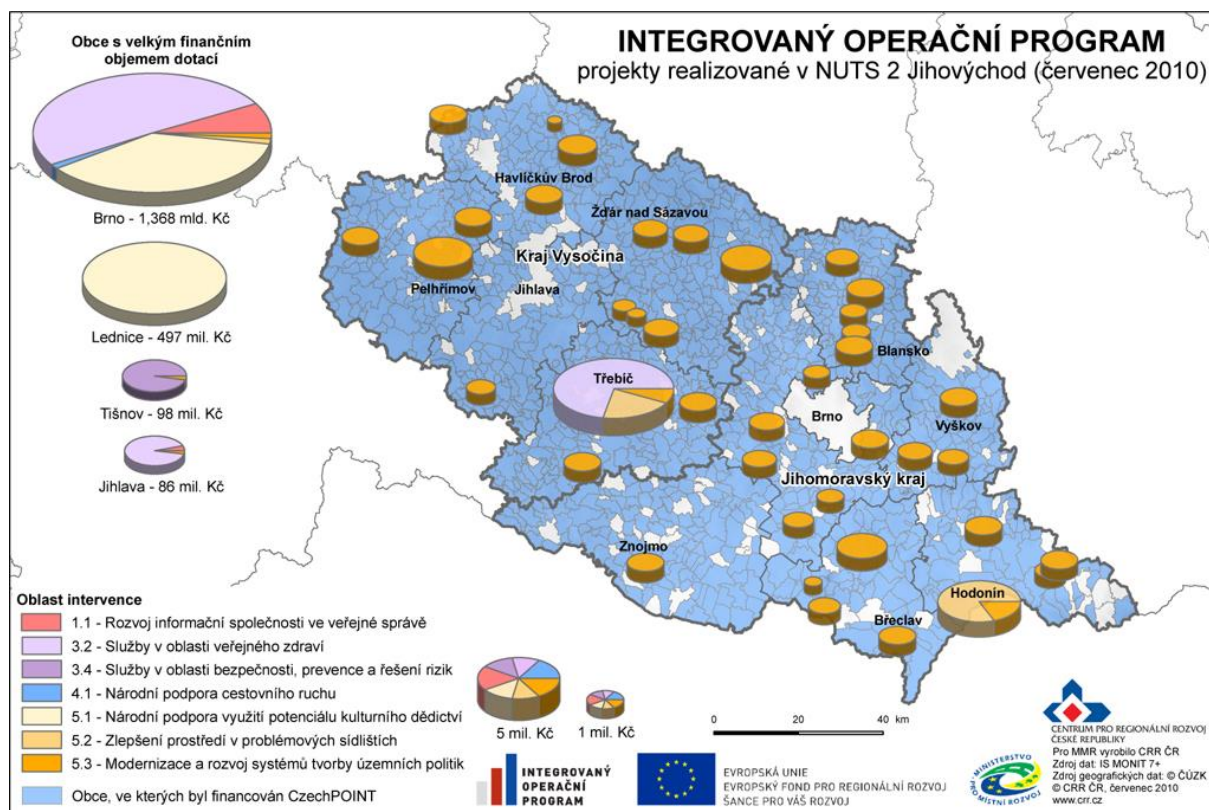 INTEGROVANÝ OPERAČNÍ PROGRAM
projekty realizované v NUTS 2 Jihovýchod (červenec 2010)
Obce s velkým finančním
objemem dotací
Brno - 1,368 mld. Kč
Lednice - 497 mil. Kč
Tišnov - 98 mil. Kč
Jihlava - 86 mil. Kč
Havlíčkův Brod
Žďár nad Sázavou
Kraj Vysočina
Pelhřimov
Jihlava
Blansko
Třebíč
Brno
Vyškov
Jihomoravský kraj
Znojmo
Hodonín
Břeclav
Oblast intervence
1.1 - Rozvoj informační společnosti ve veřejné správě
3.2 - Služby v oblasti veřejného zdraví
3.4 - Služby v oblasti bezpečnosti, prevence a řešení rizik
4.1 - Národní podpora cestovního ruchu
5.1 - Národní podpora využití potenciálu kulturního dědictví
5.2 - Zlepšení prostředí v problémových sídlištích
5.3 - Modernizace a rozvoj systémů tvorby územních politik
Obce, ve kterých byl financován CzechPOINT
5 mil. Kč
1 mil. Kč
0 20 40 km
INTEGROVANÝ
OPERAČNÍ
PROGRAM
EVROPSKÁ UNIE
EVROPSKÝ FOND PRO REGIONÁLNÍ ROZVOJ
ŠANCE PRO VÁŠ ROZVOJ
MINISTERSTVO
PRO MÍSTNÍ ROZVOJ
CENTRUM PRO REGIONÁLNÍ ROZVOJ
ČESKÉ REPUBLIKY
Pro MMR vyrobilo CRR ČR
Zdroj dat: IS MONIT 7+
Zdroj geografických dat: © ČÚZK
© CRR ČR, červenec 2010
www.crr.cz